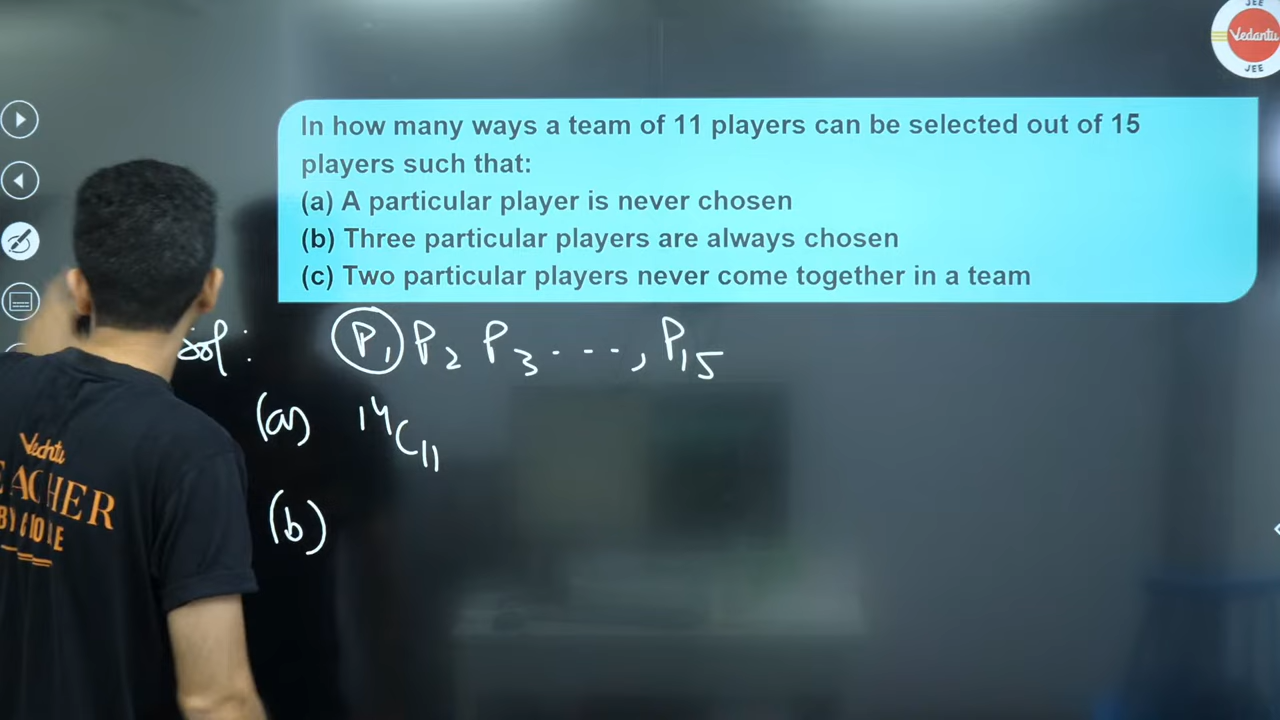 JEE
Vedantu
JEE
In how many ways a team of 11 players can be selected out of 15
players such that:
(a) A particular player is never chosen
(b) Three particular players are always chosen
(c) Two particular players never come together in a team
Sol: P₁ P₂ P₃ . - - - , P₁₅
(a) ¹⁴C₁₁
(b)